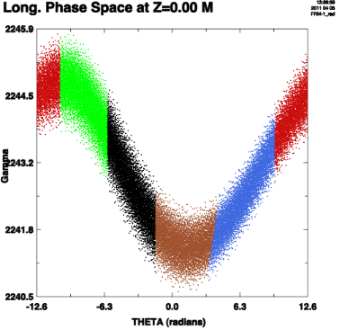 Long. Phase Space at Z=0.00 M
2011
2245.9
2244.5
2243.2
2241.8
2240.5
Gamma
-12.6 -6.3 0.0 6.3 12.6
THETA (radians)